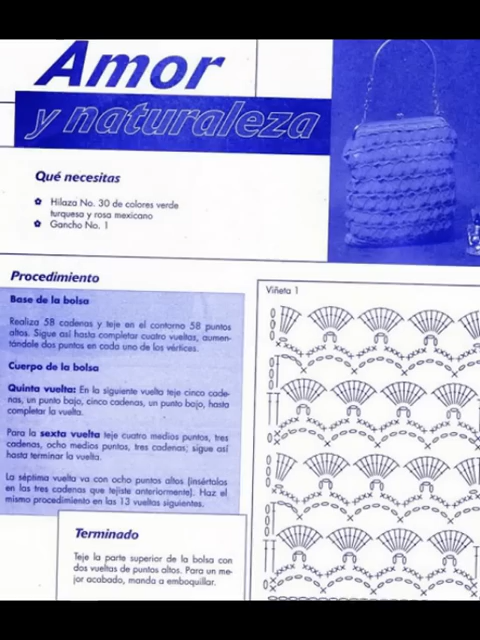 Amor
y naturaleza
Qué necesitas
Hilaza No. 30 de colores verde
turquesa y rosa mexicano
Gancho No. 1
Procedimiento
Base de la bolsa
Realiza 58 cadenas y teje en el contorno 58 puntos
altos. Sigue así hasta completar cuatro vueltas, aumen-
tándole dos puntos en cada uno de los vértices.
Cuerpo de la bolsa
Quinta vuelta: En la siguiente vuelta teje cinco cade-
nas, un punto bajo, cinco cadenas, un punto bajo, hasta
completar la vuelta.
Para la sexta vuelta teje cuatro medios puntos, tres
cadenas, ocho medios puntos, tres cadenas; sigue así
hasta terminar la vuelta.
La séptima vuelta va con ocho puntos altos (insértalos
en las tres cadenas que tejiste anteriormente). Haz el
mismo procedimiento en las 13 vueltas siguientes.
Terminado
Teje la parte superior de la bolsa con
dos vueltas de puntos altos. Para un me-
jor acabado, manda a emboquillar.
Viñeta 1